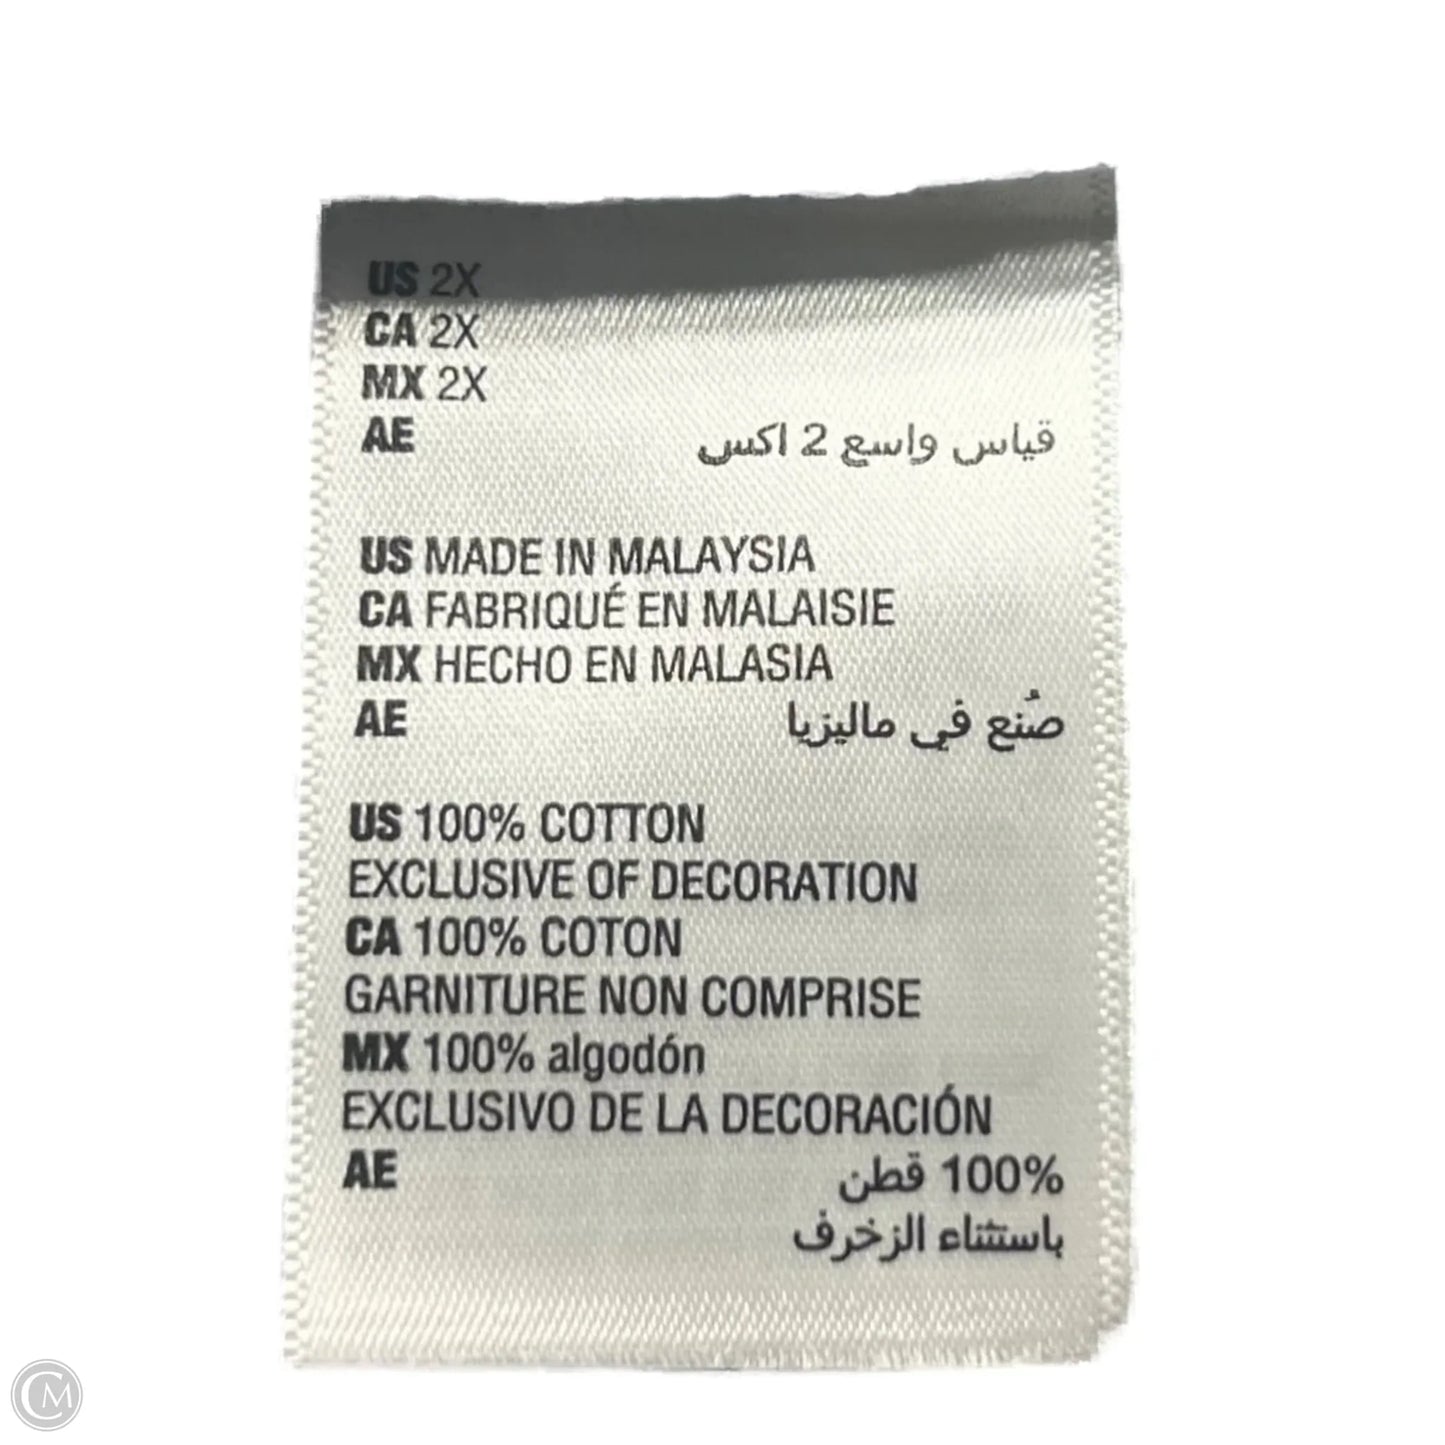 US 2X
CA 2X
MX 2X
AE قياس واسع 2 اكس
US MADE IN MALAYSIA
CA FABRIQUÉ EN MALAISIE
MX HECHO EN MALASIA
AE صُنع في ماليزيا
US 100% COTTON
EXCLUSIVE OF DECORATION
CA 100% COTON
GARNITURE NON COMPRISE
MX 100% algodón
EXCLUSIVO DE LA DECORACIÓN
AE 100% قطن
باستثناء الزخرف
CM